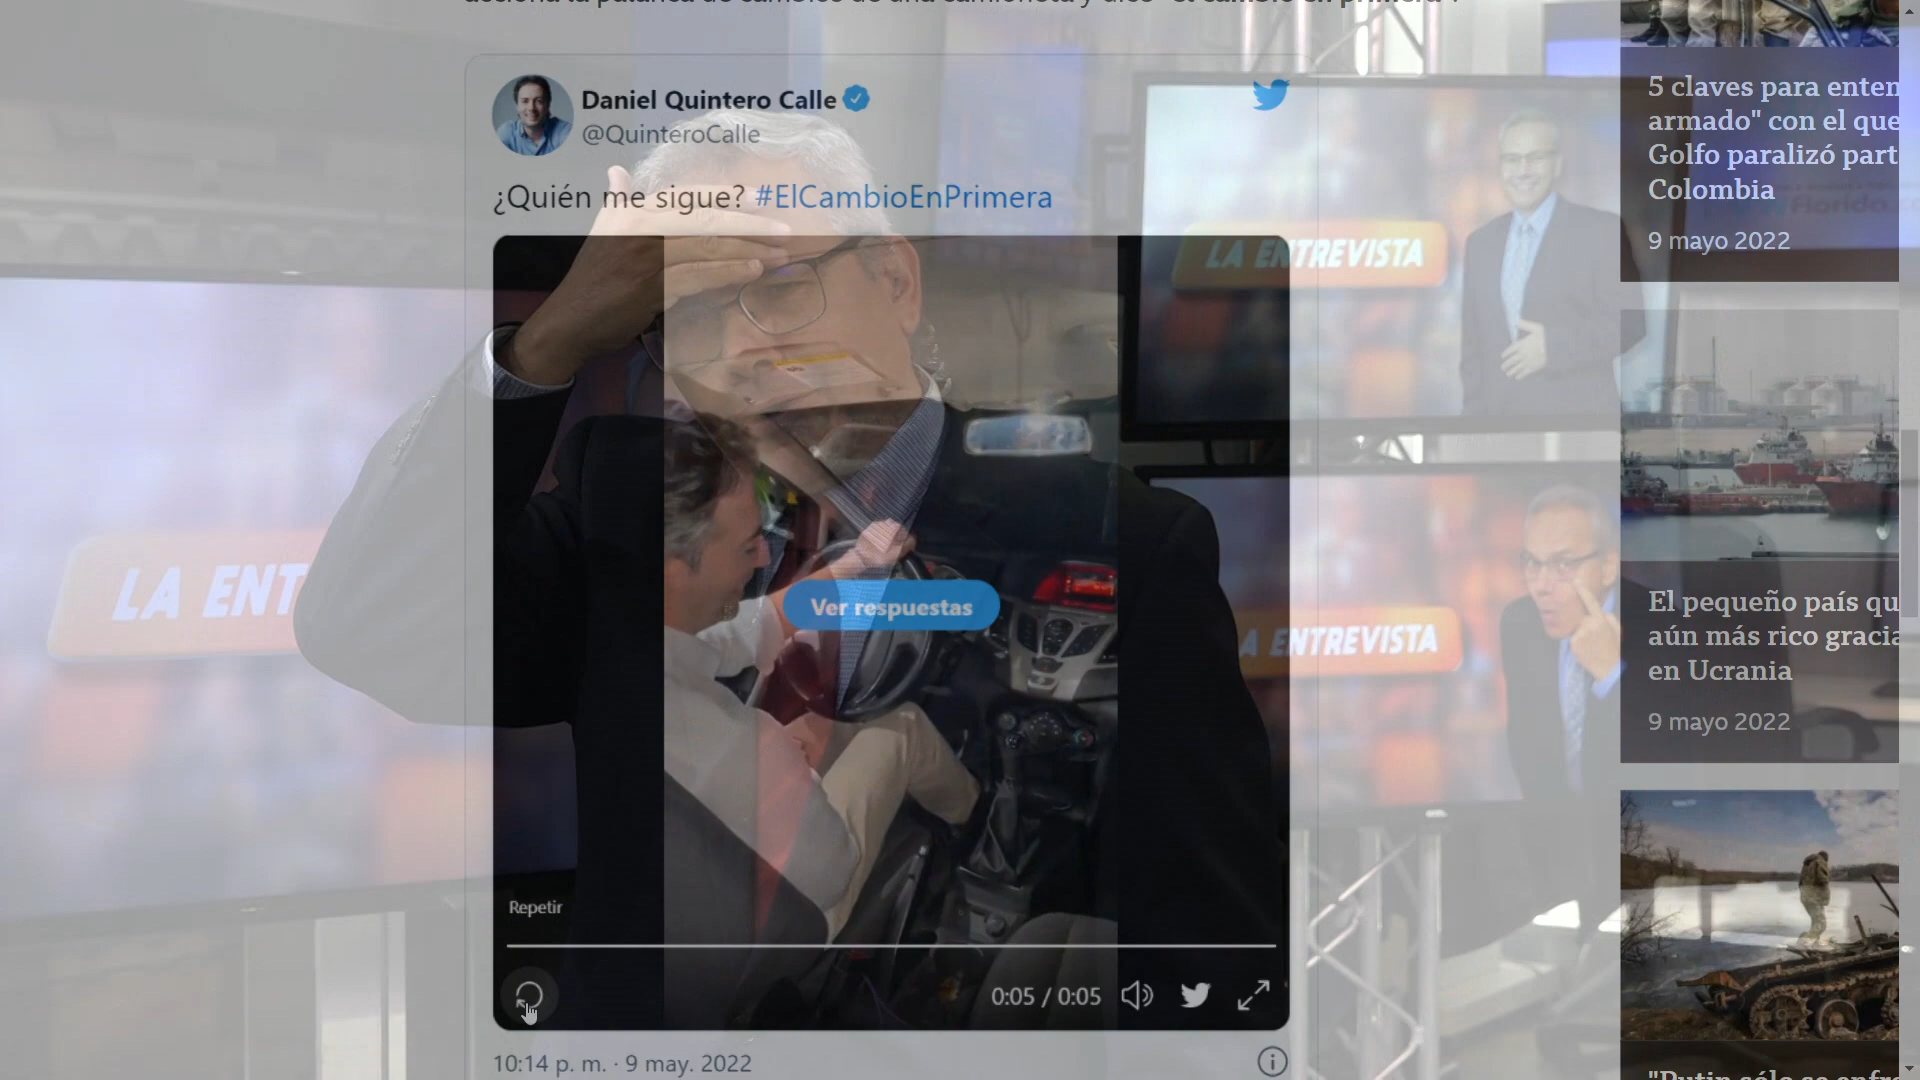 Daniel Quintero Calle
@QuinteroCalle
¿Quién me sigue? #ElCambioEnPrimera
LA ENTREVISTA
LA ENT
Ver respuestas
A ENTREVISTA
Repetir
0:05 / 0:05
10:14 p. m. · 9 may. 2022
5 claves para enten
armado" con el que
Golfo paralizó part
Colombia
9 mayo 2022
El pequeño país qu
aún más rico gracia
en Ucrania
9 mayo 2022